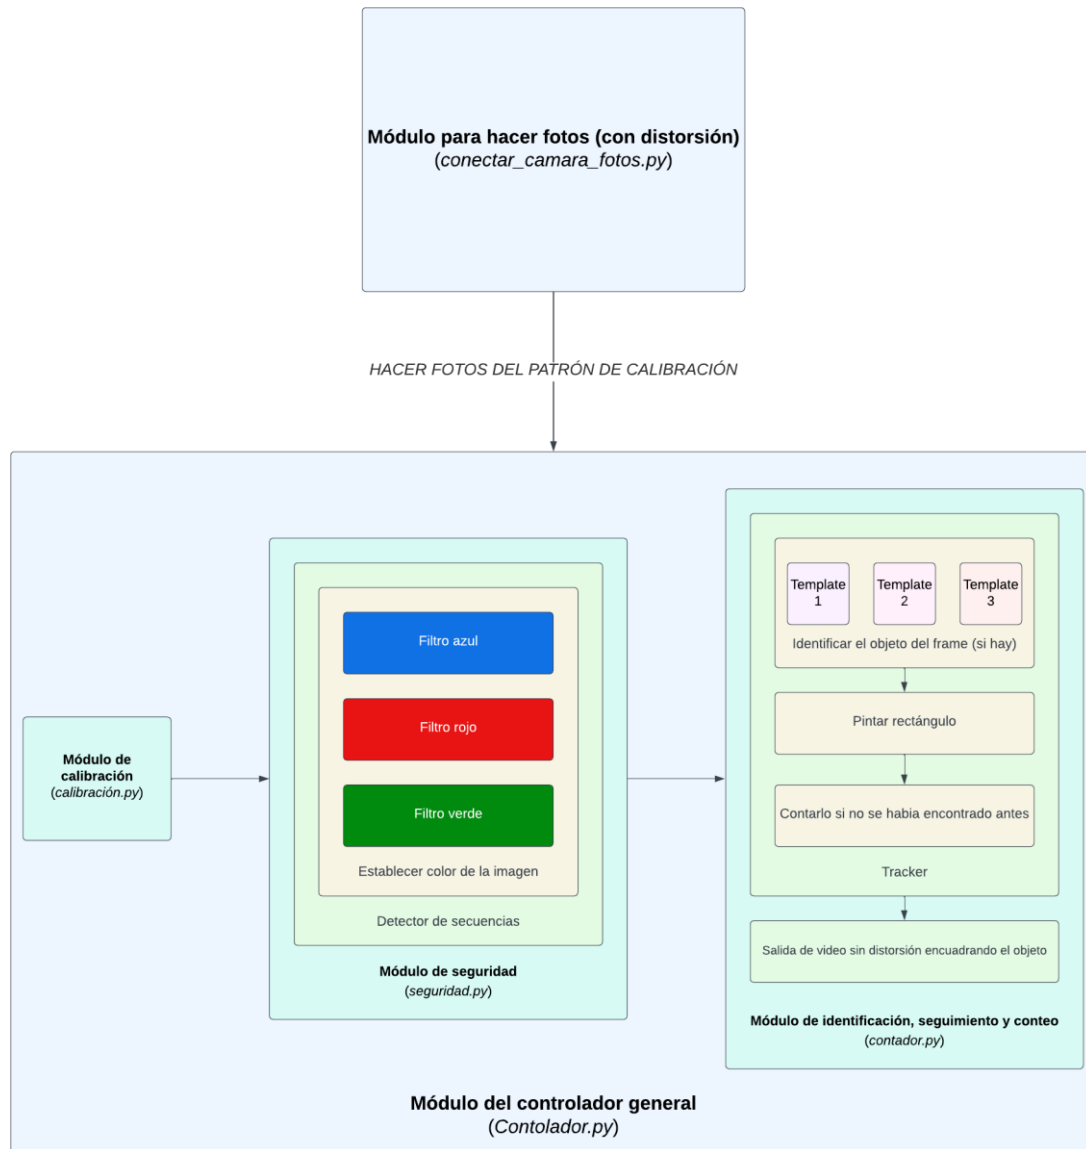 Módulo para hacer fotos (con distorsión)
(conectar_camara_fotos.py)
HACER FOTOS DEL PATRÓN DE CALIBRACIÓN
Módulo de
calibración
(calibración.py)
Filtro azul
Filtro rojo
Filtro verde
Establecer color de la imagen
Detector de secuencias
Módulo de seguridad
(seguridad.py)
Template
1
Template
2
Template
3
Identificar el objeto del frame (si hay)
Pintar rectángulo
Contarlo si no se habia encontrado antes
Tracker
Salida de video sin distorsión encuadrando el objeto
Módulo de identificación, seguimiento y conteo
(contador.py)
Módulo del controlador general
(Contolador.py)